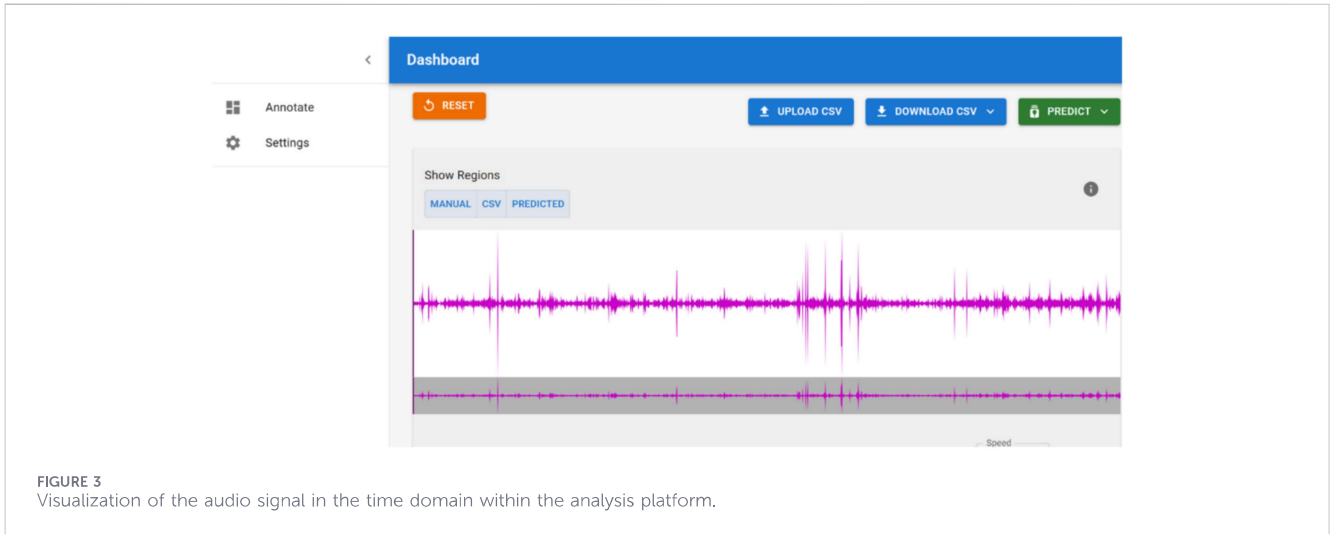 Dashboard
Annotate
Settings
RESET
UPLOAD CSV
DOWNLOAD CSV
PREDICT
Show Regions
MANUAL CSV PREDICTED
Speed
FIGURE 3
Visualization of the audio signal in the time domain within the analysis platform.